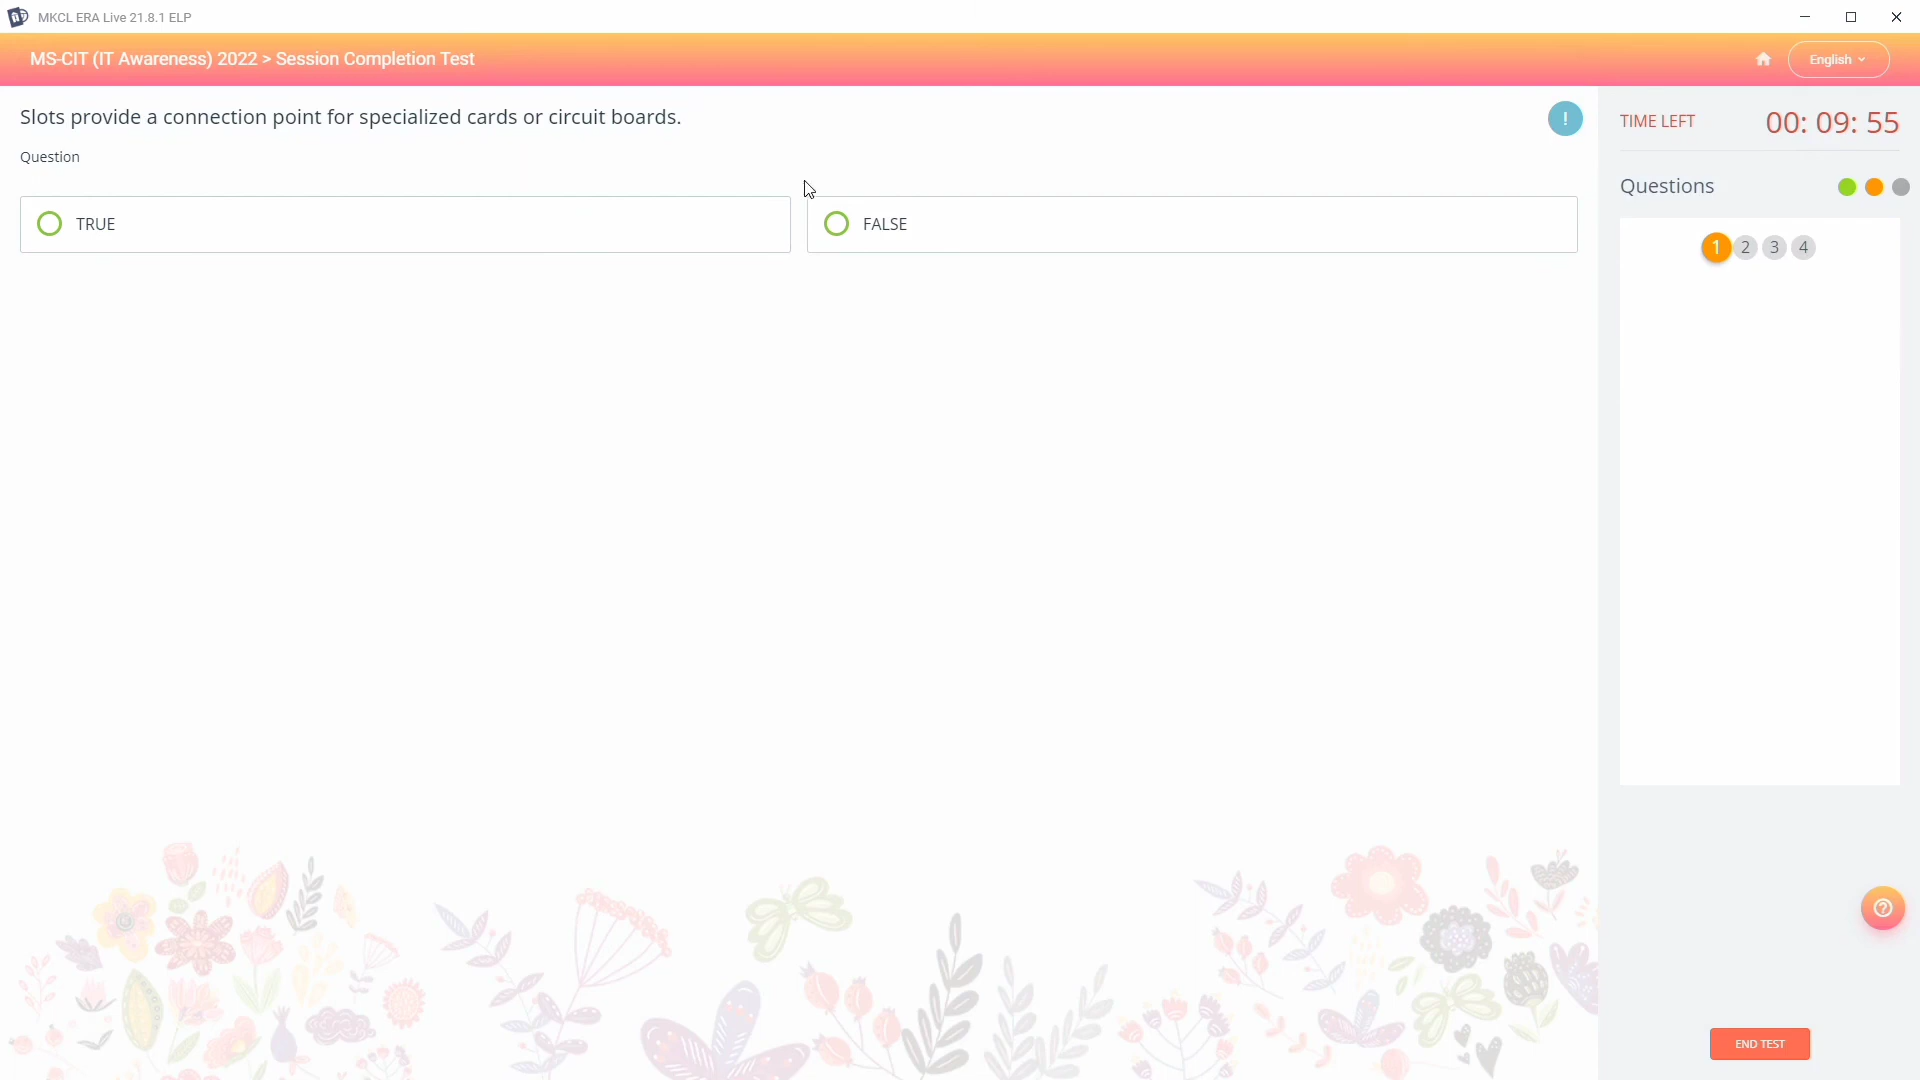 MKCL ERA Live 21.8.1 ELP
MS-CIT (IT Awareness) 2022 > Session Completion Test
English
Slots provide a connection point for specialized cards or circuit boards.
!
TIME LEFT
00: 09: 55
Question
Questions
TRUE
FALSE
1 2 3 4
?
END TEST